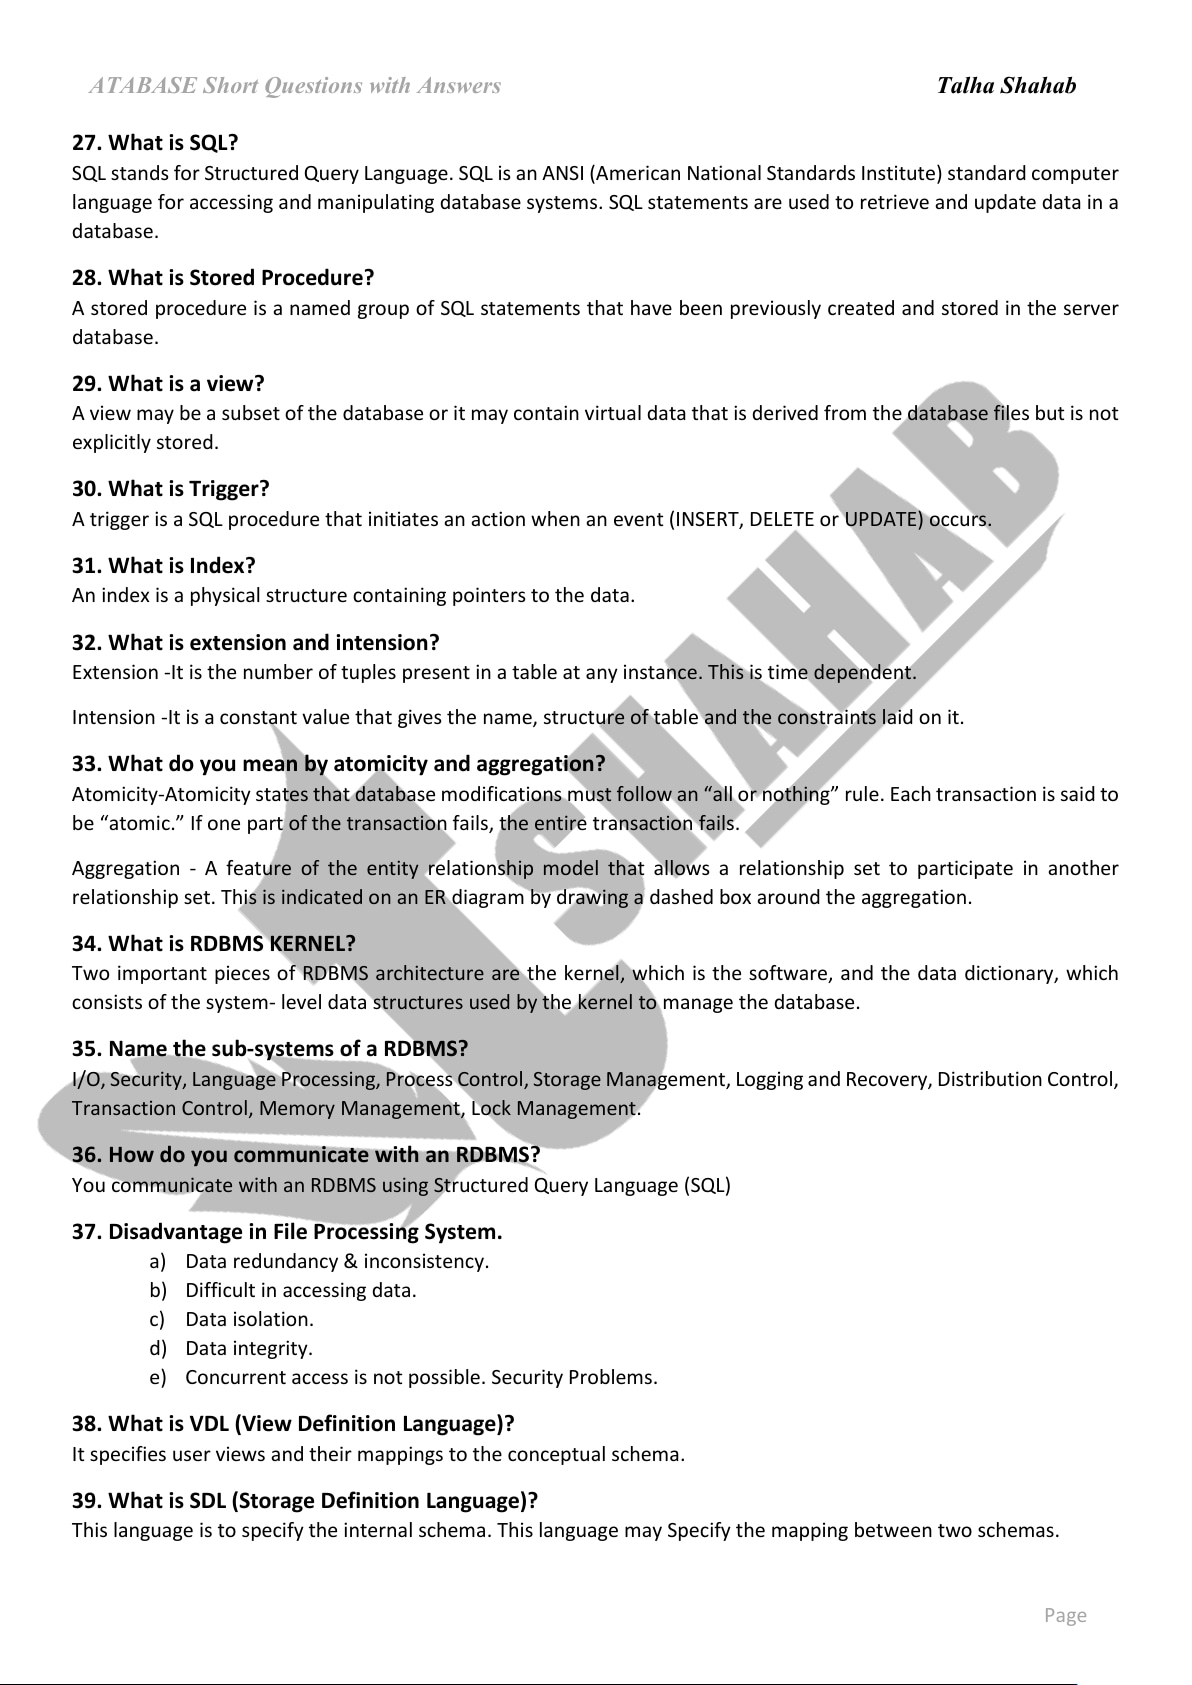 ATABASE Short Questions with Answers Talha Shahab
27. What is SQL?
SQL stands for Structured Query Language. SQL is an ANSI (American National Standards Institute) standard computer
language for accessing and manipulating database systems. SQL statements are used to retrieve and update data in a
database.
28. What is Stored Procedure?
A stored procedure is a named group of SQL statements that have been previously created and stored in the server
database.
29. What is a view?
A view may be a subset of the database or it may contain virtual data that is derived from the database files but is not
explicitly stored.
30. What is Trigger?
A trigger is a SQL procedure that initiates an action when an event (INSERT, DELETE or UPDATE) occurs.
31. What is Index?
An index is a physical structure containing pointers to the data.
32. What is extension and intension?
Extension -It is the number of tuples present in a table at any instance. This is time dependent.
Intension -It is a constant value that gives the name, structure of table and the constraints laid on it.
33. What do you mean by atomicity and aggregation?
Atomicity-Atomicity states that database modifications must follow an “all or nothing” rule. Each transaction is said to
be “atomic.” If one part of the transaction fails, the entire transaction fails.
Aggregation - A feature of the entity relationship model that allows a relationship set to participate in another
relationship set. This is indicated on an ER diagram by drawing a dashed box around the aggregation.
34. What is RDBMS KERNEL?
Two important pieces of RDBMS architecture are the kernel, which is the software, and the data dictionary, which
consists of the system- level data structures used by the kernel to manage the database.
35. Name the sub-systems of a RDBMS?
I/O, Security, Language Processing, Process Control, Storage Management, Logging and Recovery, Distribution Control,
Transaction Control, Memory Management, Lock Management.
36. How do you communicate with an RDBMS?
You communicate with an RDBMS using Structured Query Language (SQL)
37. Disadvantage in File Processing System.
a) Data redundancy & inconsistency.
b) Difficult in accessing data.
c) Data isolation.
d) Data integrity.
e) Concurrent access is not possible. Security Problems.
38. What is VDL (View Definition Language)?
It specifies user views and their mappings to the conceptual schema.
39. What is SDL (Storage Definition Language)?
This language is to specify the internal schema. This language may Specify the mapping between two schemas.
Page
SHAHAB